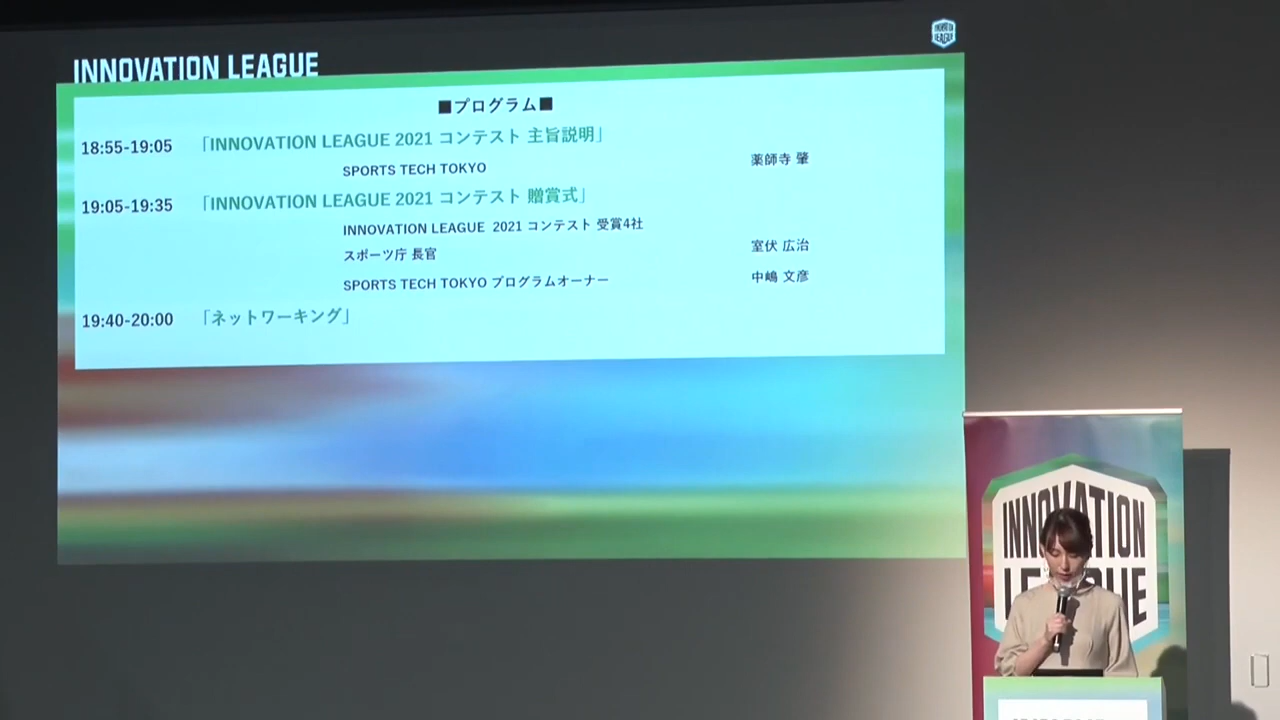 INNOVATION LEAGUE
INNOVATION LEAGUE
■プログラム■
18:55-19:05 「INNOVATION LEAGUE 2021 コンテスト 主旨説明」
SPORTS TECH TOKYO 薬師寺 肇
19:05-19:35 「INNOVATION LEAGUE 2021 コンテスト 贈賞式」
INNOVATION LEAGUE 2021 コンテスト 受賞4社
スポーツ庁 長官 室伏 広治
SPORTS TECH TOKYO プログラムオーナー 中嶋 文彦
19:40-20:00 「ネットワーキング」
INNOVATION
LEAGUE